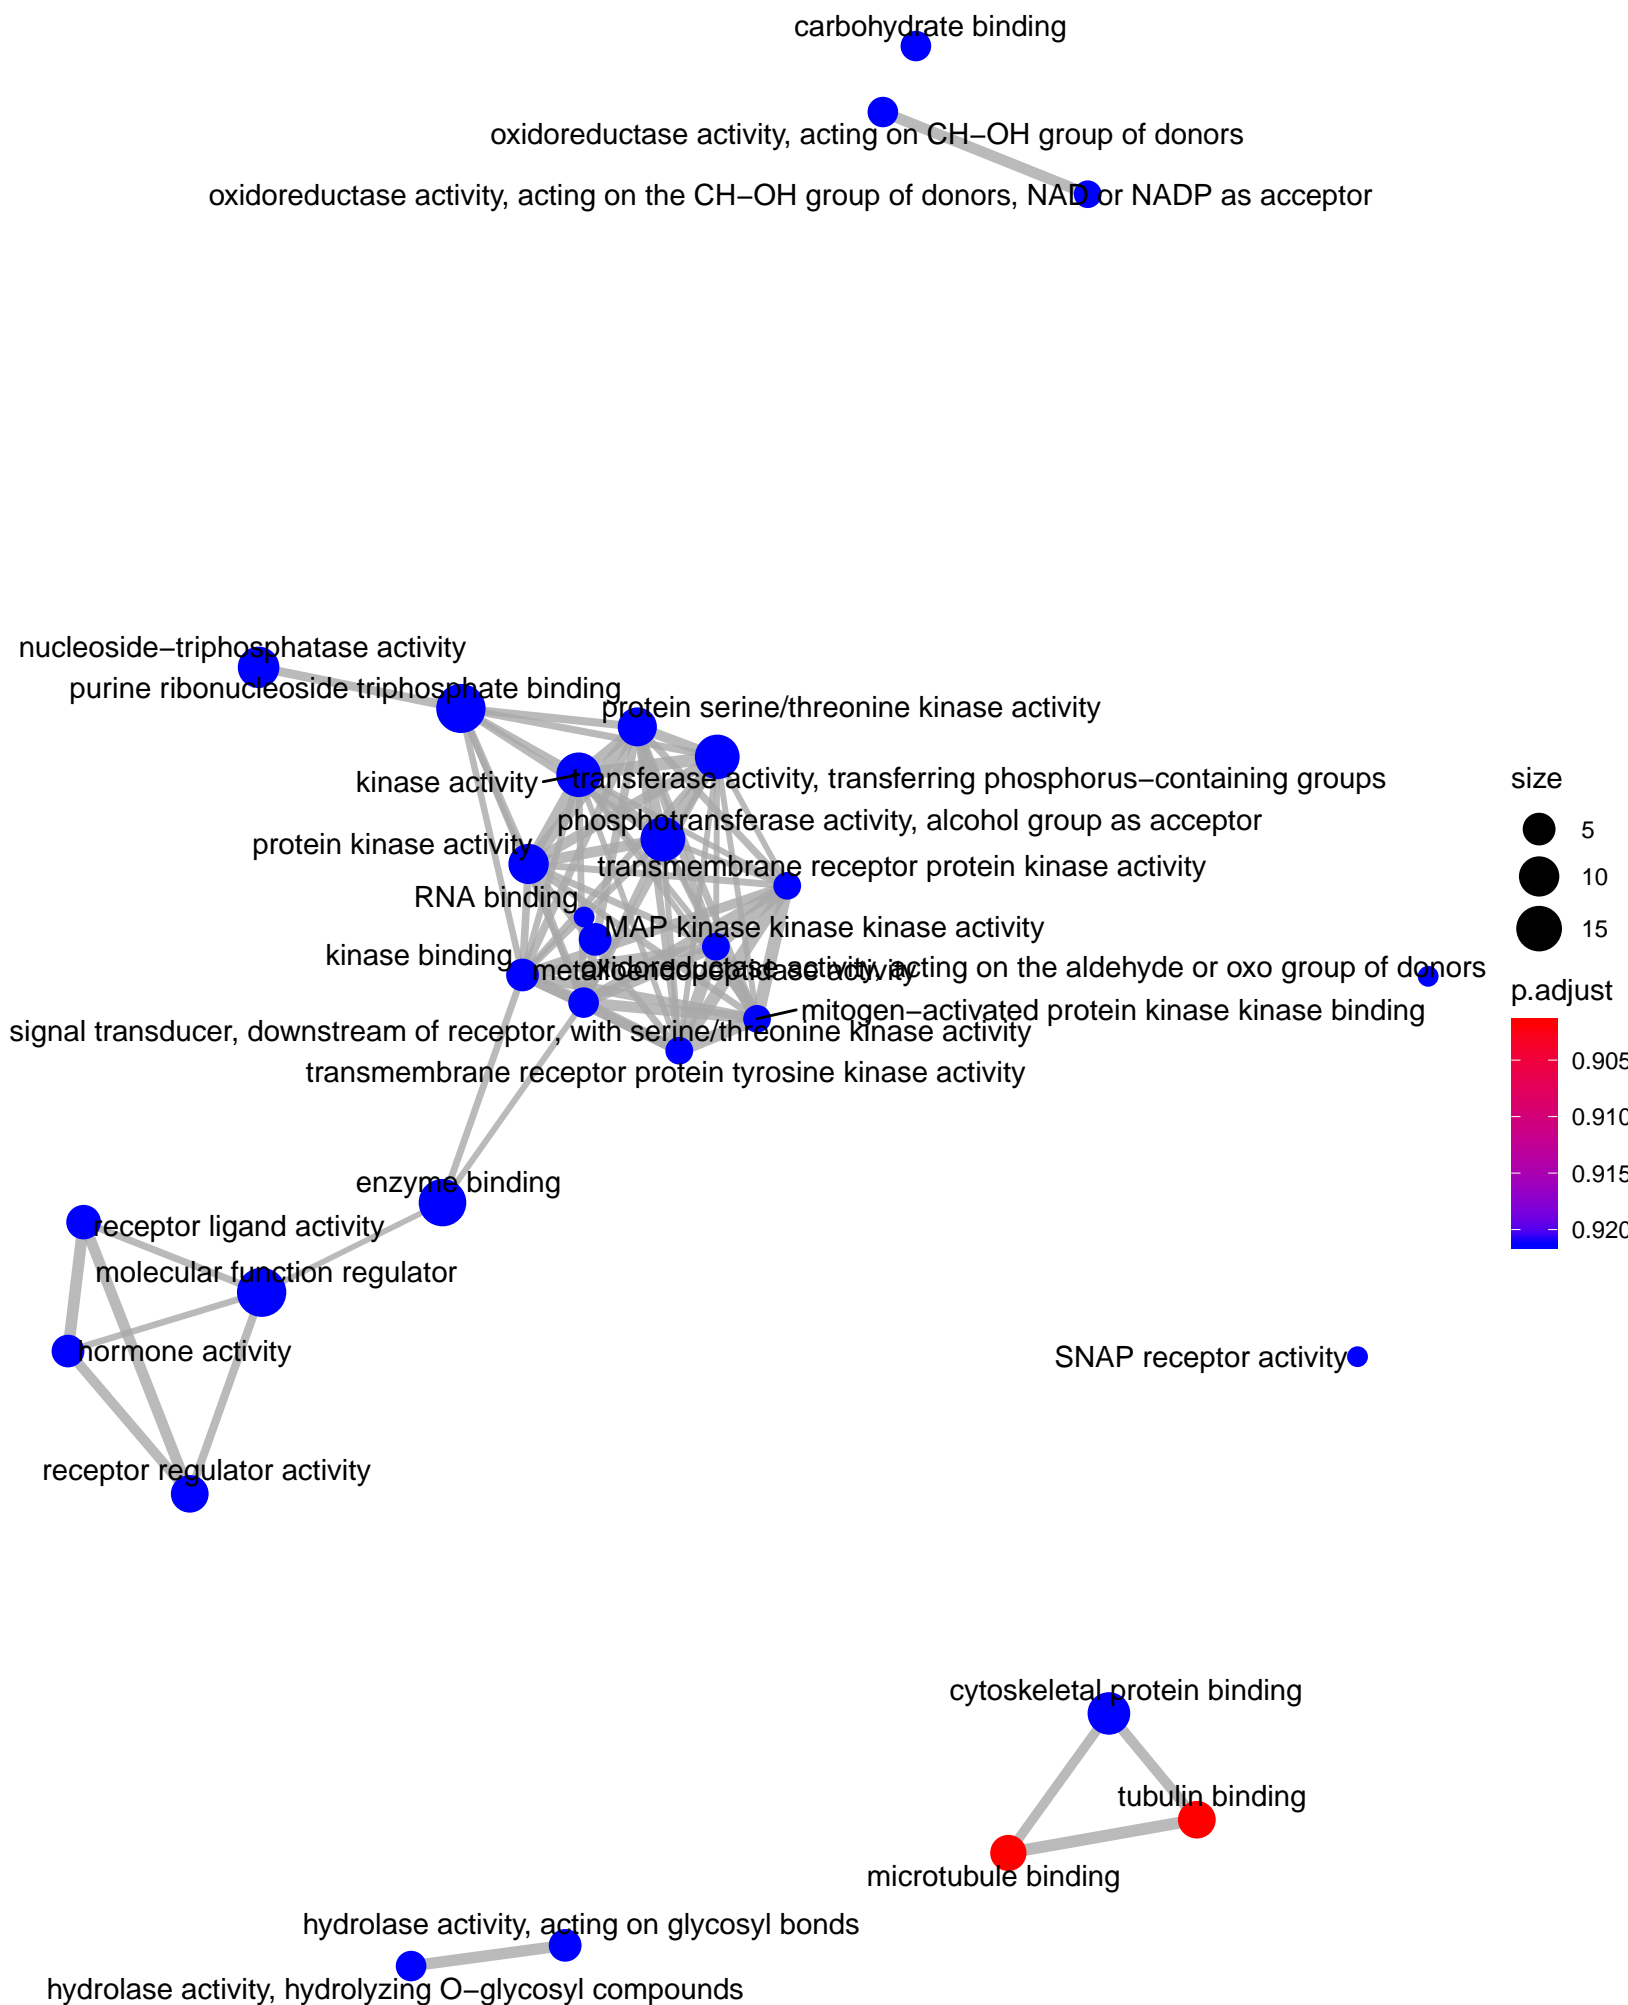 carbohydrate binding
oxidoreductase activity, acting on CH−OH group of donors
oxidoreductase activity, acting on the CH−OH group of donors, NAD or NADP as acceptor
nucleoside−triphosphatase activity
purine ribonucleoside triphosphate binding
protein serine/threonine kinase activity
kinase activity
transferase activity, transferring phosphorus−containing groups
phosphotransferase activity, alcohol group as acceptor
protein kinase activity
transmembrane receptor protein kinase activity
RNA binding
MAP kinase kinase kinase activity
kinase binding
metalloendopeptidase activity
oxidoreductase activity, acting on the aldehyde or oxo group of donors
mitogen−activated protein kinase kinase binding
signal transducer, downstream of receptor, with serine/threonine kinase activity
transmembrane receptor protein tyrosine kinase activity
enzyme binding
receptor ligand activity
molecular function regulator
hormone activity
SNAP receptor activity
receptor regulator activity
cytoskeletal protein binding
tubulin binding
microtubule binding
hydrolase activity, acting on glycosyl bonds
hydrolase activity, hydrolyzing O−glycosyl compounds
size
5
10
15
p.adjust
0.905
0.910
0.915
0.920